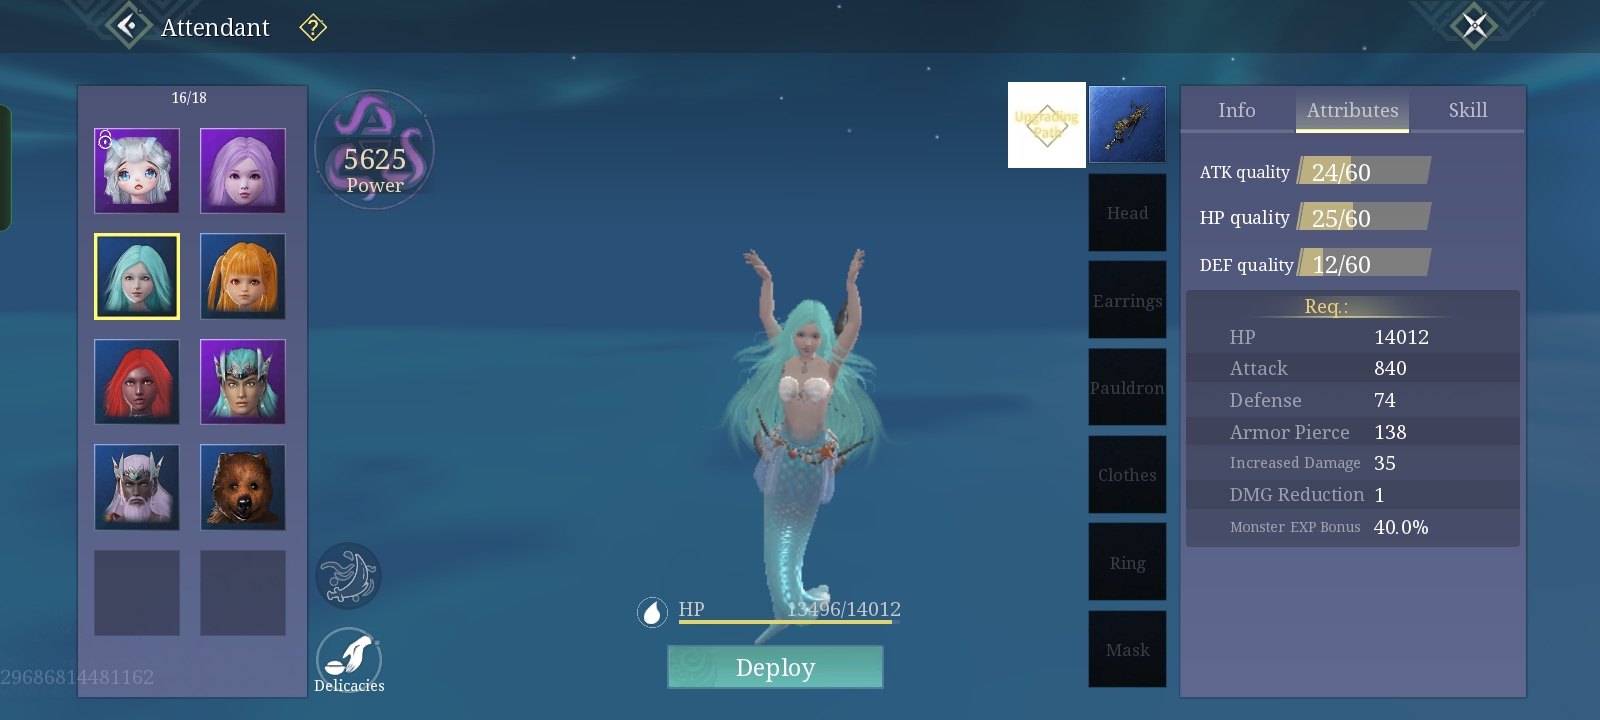 Attendant
?
16/18
5625
Power
Upgrading
Path
Info
Attributes
Skill
ATK quality 24/60
HP quality 25/60
DEF quality 12/60
Req.:
HP 14012
Attack 840
Defense 74
Armor Pierce 138
Increased Damage 35
DMG Reduction 1
Monster EXP Bonus 40.0%
Head
Earrings
Pauldron
Clothes
Ring
Mask
HP 13496/14012
Deploy
Delicacies
29686814481162